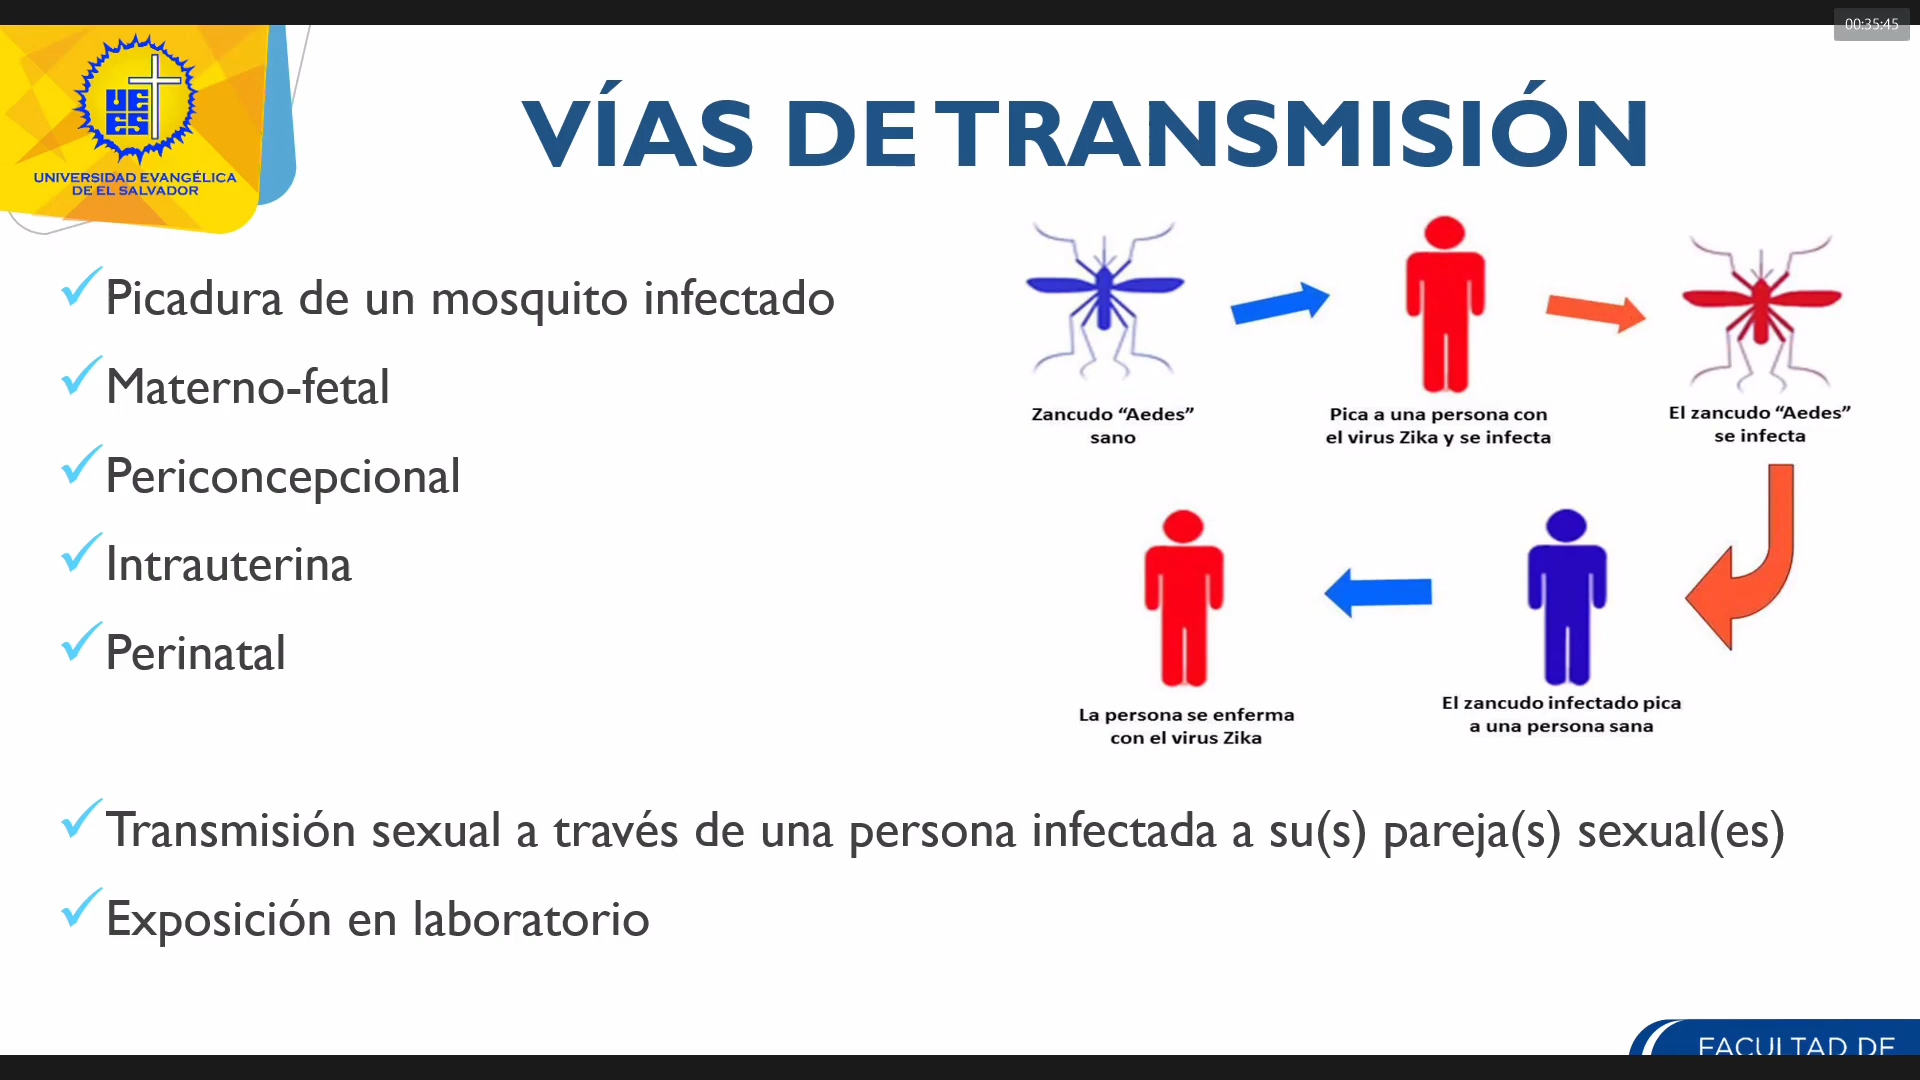 00:35:45
UE
ES
UNIVERSIDAD EVANGÉLICA
DE EL SALVADOR
VÍAS DE TRANSMISIÓN
Picadura de un mosquito infectado
Materno-fetal
Periconcepcional
Intrauterina
Perinatal
Zancudo “Aedes”
sano
Pica a una persona con
el virus Zika y se infecta
El zancudo “Aedes”
se infecta
El zancudo infectado pica
a una persona sana
La persona se enferma
con el virus Zika
Transmisión sexual a través de una persona infectada a su(s) pareja(s) sexual(es)
Exposición en laboratorio
FACULTAD DE